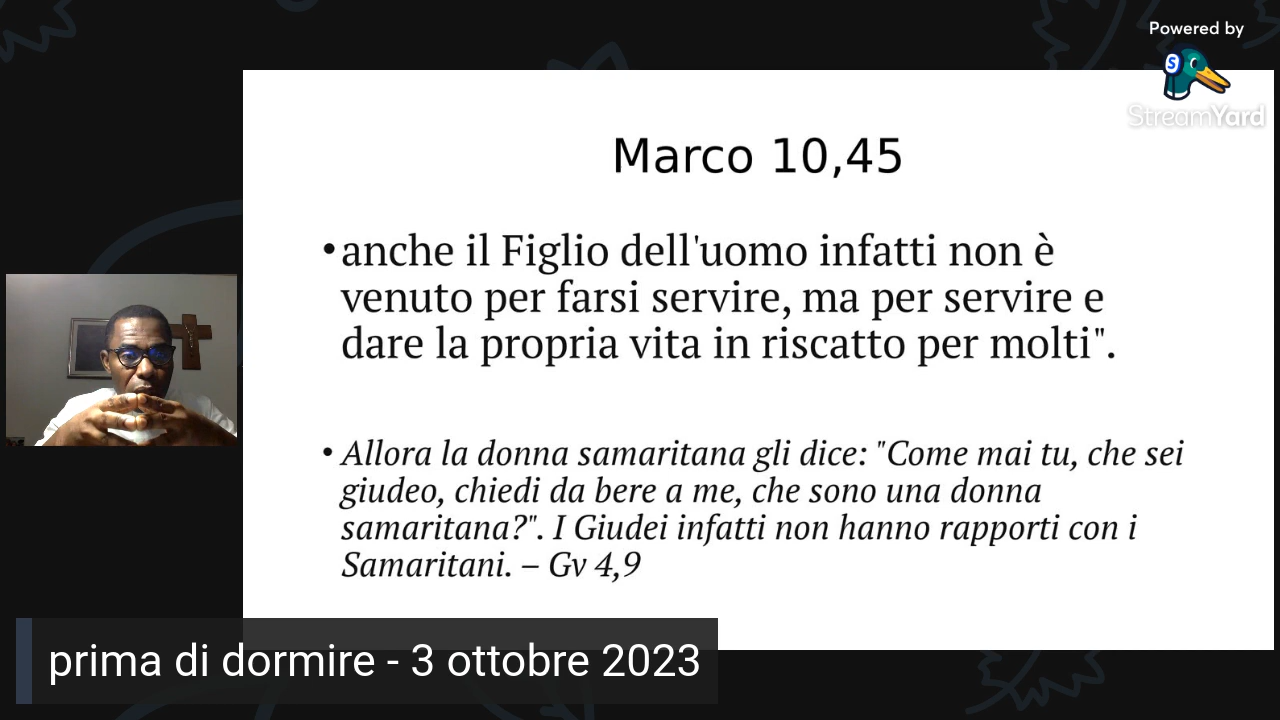 Powered by
StreamYard
Marco 10,45
•anche il Figlio dell'uomo infatti non è
venuto per farsi servire, ma per servire e
dare la propria vita in riscatto per molti".
• Allora la donna samaritana gli dice: "Come mai tu, che sei
giudeo, chiedi da bere a me, che sono una donna
samaritana?". I Giudei infatti non hanno rapporti con i
Samaritani. – Gv 4,9
prima di dormire - 3 ottobre 2023